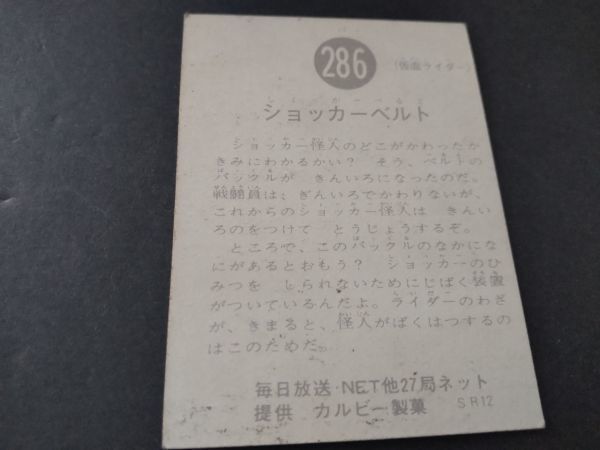 286
(仮面ライダー)
ショッカーベルト
ショッカー怪人のどこがかわったか
きみにわかるかい? そう、ベルトの
バックルが きんいろになったのだ。
戦闘員は、ぎんいろでかわりないが、
これからのショッカー怪人は きんい
ろのをつけて とうじょうするぞ。
ところで、このバックルのなかにな
にがあるとおもう? ショッカーのひ
みつを しられないためにじばく装置
がついているんだよ。ライダーのわざ
が、きまると、怪人がばくはつするの
はこのためだ。
毎日放送・NET他27局ネット
提供 カルビー製菓 SR12